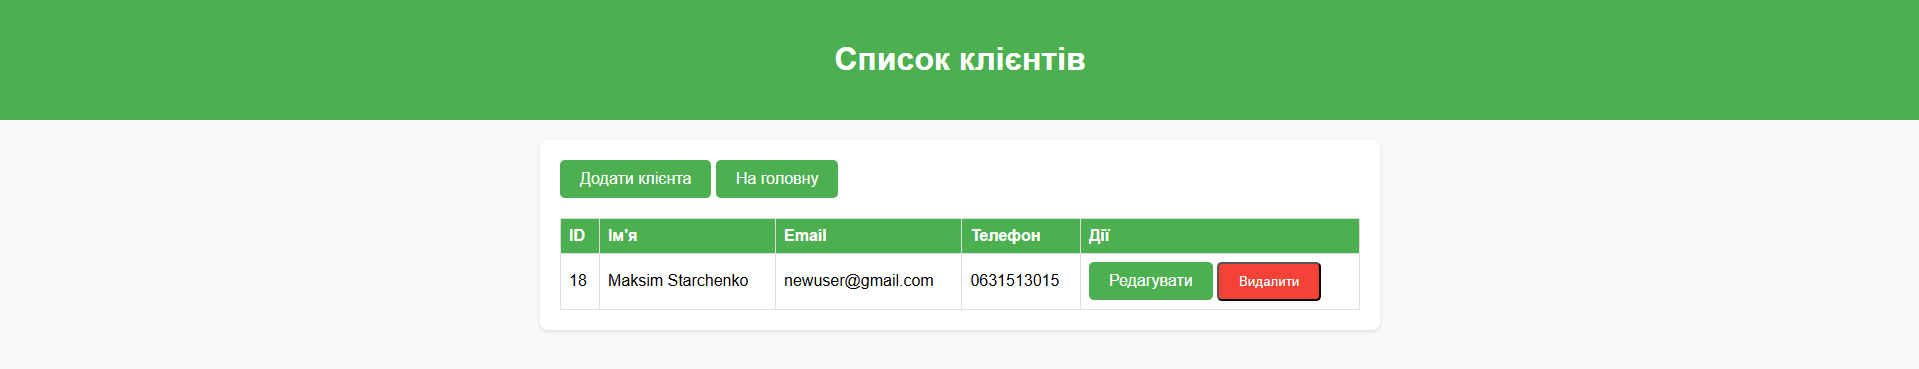 Список клієнтів
Додати клієнта На головну
ID Ім'я Email Телефон Дії
18 Maksim Starchenko newuser@gmail.com 0631513015 Редагувати Видалити